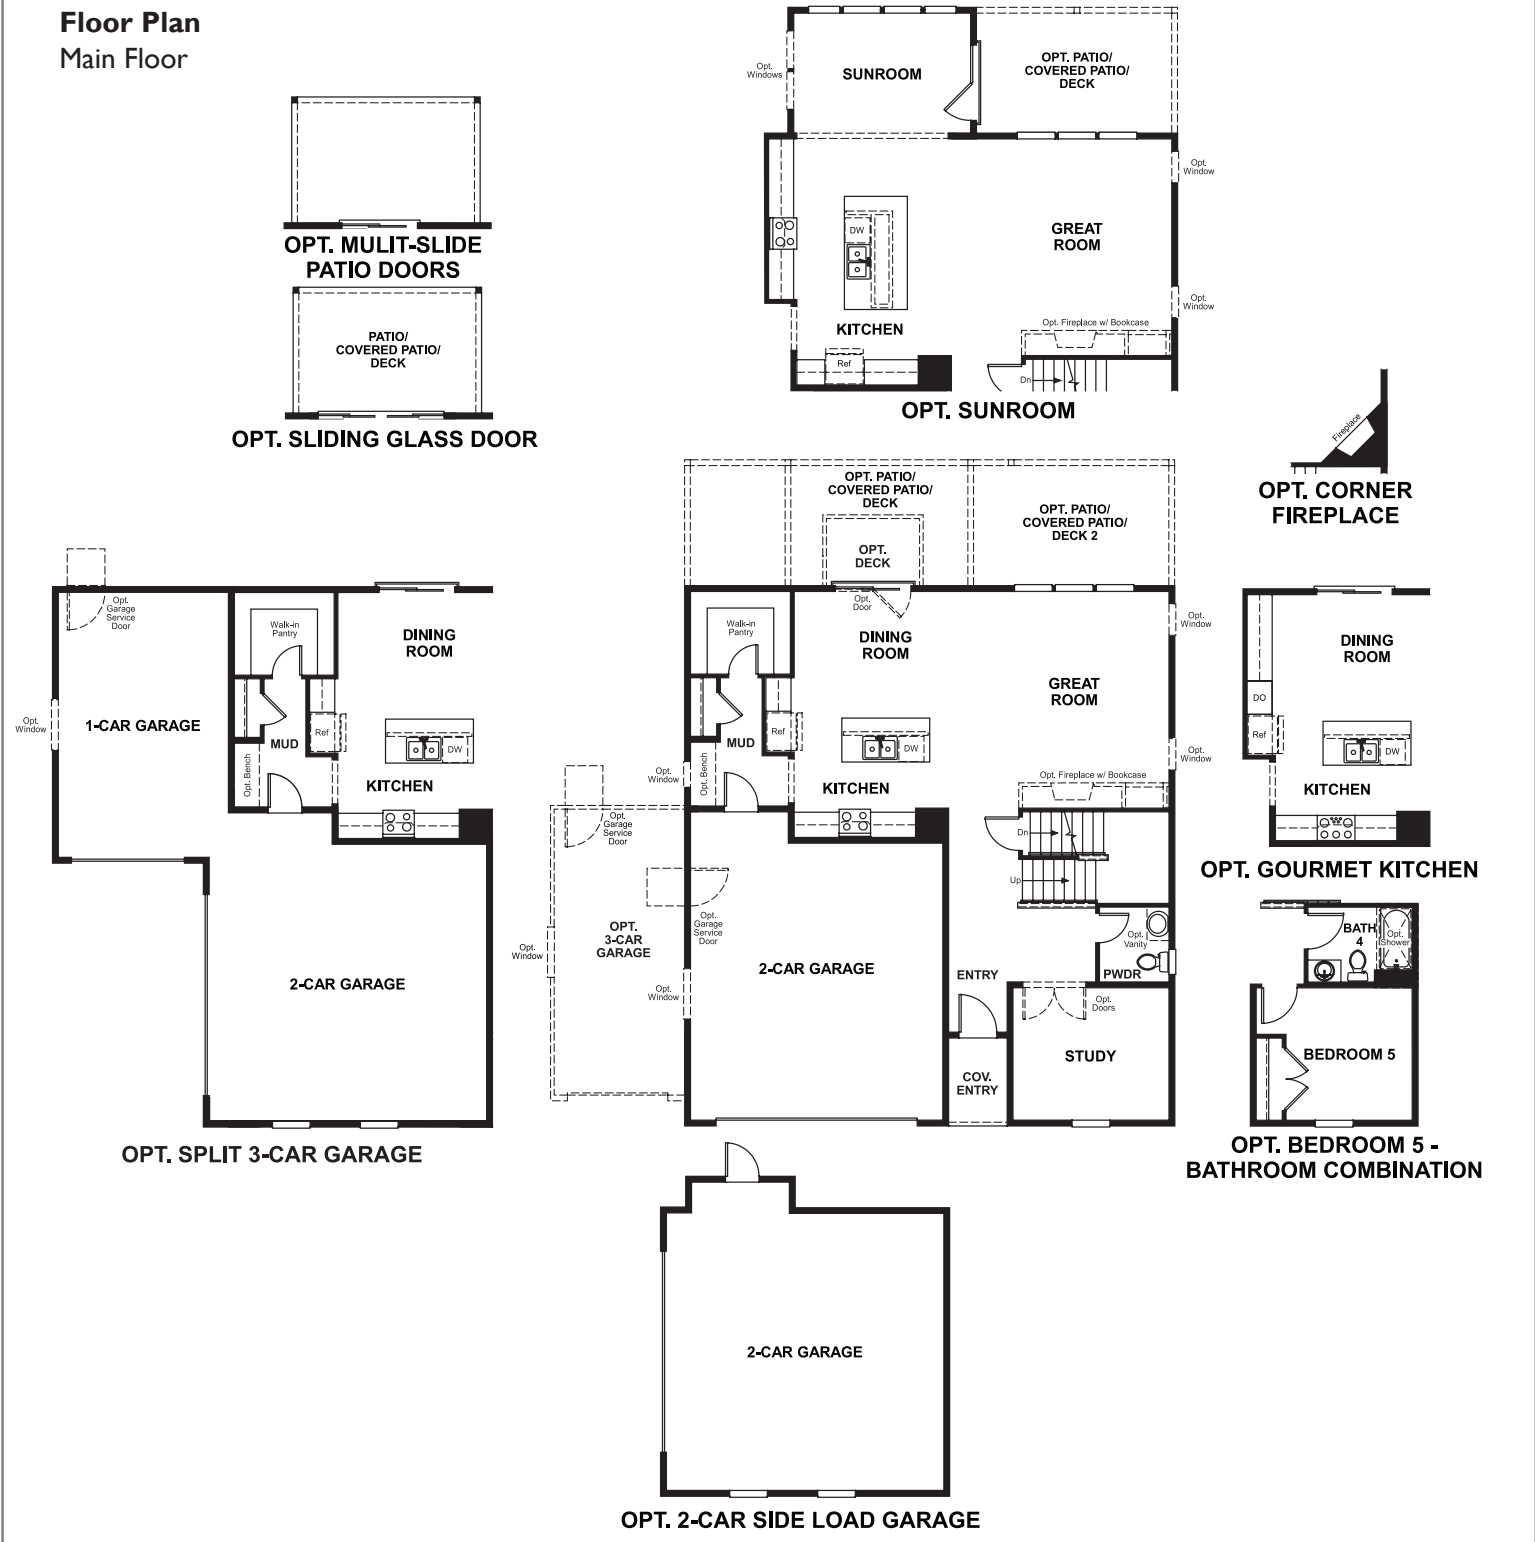 Floor Plan
Main Floor
OPT. MULIT-SLIDE
PATIO DOORS
PATIO/
COVERED PATIO/
DECK
OPT. SLIDING GLASS DOOR
Opt.
Windows
SUNROOM
OPT. PATIO/
COVERED PATIO/
DECK
Opt.
Window
DW
GREAT
ROOM
Opt.
Window
KITCHEN
Opt. Fireplace w/ Bookcase
Ref
Dn
OPT. SUNROOM
Fireplace
OPT. CORNER
FIREPLACE
Opt.
Garage
Service
Door
Walk-in
Pantry
DINING
ROOM
Opt.
Window
1-CAR GARAGE
Ref
MUD
DW
Opt. Bench
KITCHEN
2-CAR GARAGE
OPT. SPLIT 3-CAR GARAGE
OPT. PATIO/
COVERED PATIO/
DECK
OPT. PATIO/
COVERED PATIO/
DECK 2
OPT.
DECK
Opt.
Door
Walk-in
Pantry
DINING
ROOM
Opt.
Window
GREAT
ROOM
Ref
MUD
DW
Opt.
Window
Opt.
Window
Opt. Bench
KITCHEN
Opt. Fireplace w/ Bookcase
Opt.
Garage
Service
Door
Dn
Up
Opt.
Garage
Service
Door
OPT.
3-CAR
GARAGE
Opt.
Window
2-CAR GARAGE
Opt.
Window
ENTRY
Opt.
Vanity
PWDR
Opt.
Doors
STUDY
COV.
ENTRY
DINING
ROOM
DO
Ref
DW
KITCHEN
OPT. GOURMET KITCHEN
BATH
4
Opt.
Shower
BEDROOM 5
OPT. BEDROOM 5 -
BATHROOM COMBINATION
2-CAR GARAGE
OPT. 2-CAR SIDE LOAD GARAGE